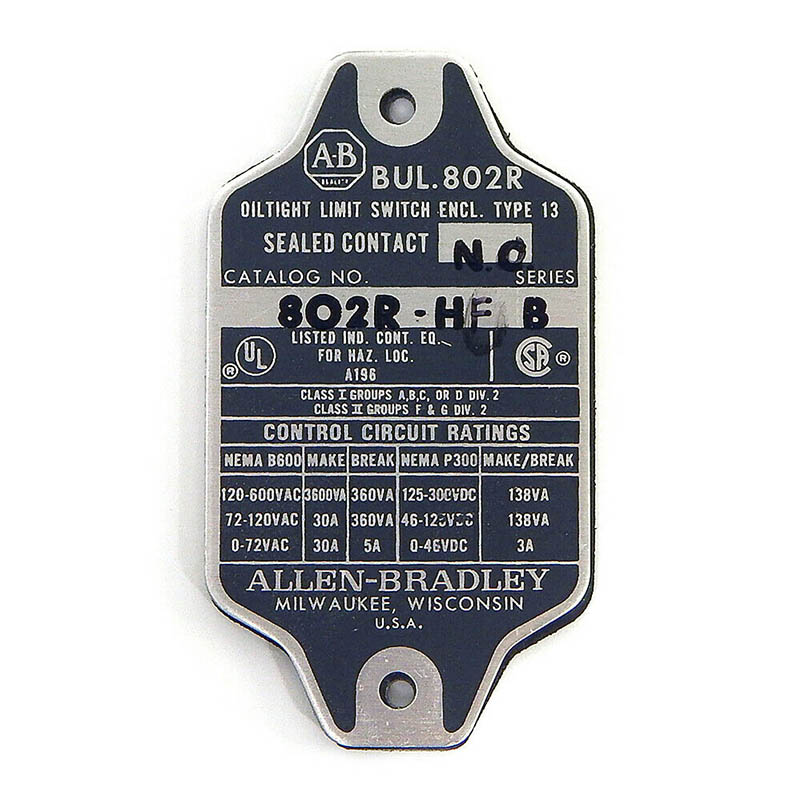 A-B
BUL. 802R
OILTIGHT LIMIT SWITCH ENCL. TYPE 13
SEALED CONTACT N.O.
CATALOG NO. SERIES
802R-HF B
LISTED IND. CONT. EQ.
FOR HAZ. LOC.
A196
UL ®
SA ®
CLASS I GROUPS A,B,C, OR D DIV. 2
CLASS II GROUPS F & G DIV. 2
CONTROL CIRCUIT RATINGS
NEMA B600 MAKE BREAK NEMA P300 MAKE/BREAK
120-600VAC 3600VA 360VA 125-300VDC 138VA
72-120VAC 30A 360VA 46-125VDC 138VA
0-72VAC 30A 5A 0-46VDC 3A
ALLEN-BRADLEY
MILWAUKEE, WISCONSIN
U.S.A.